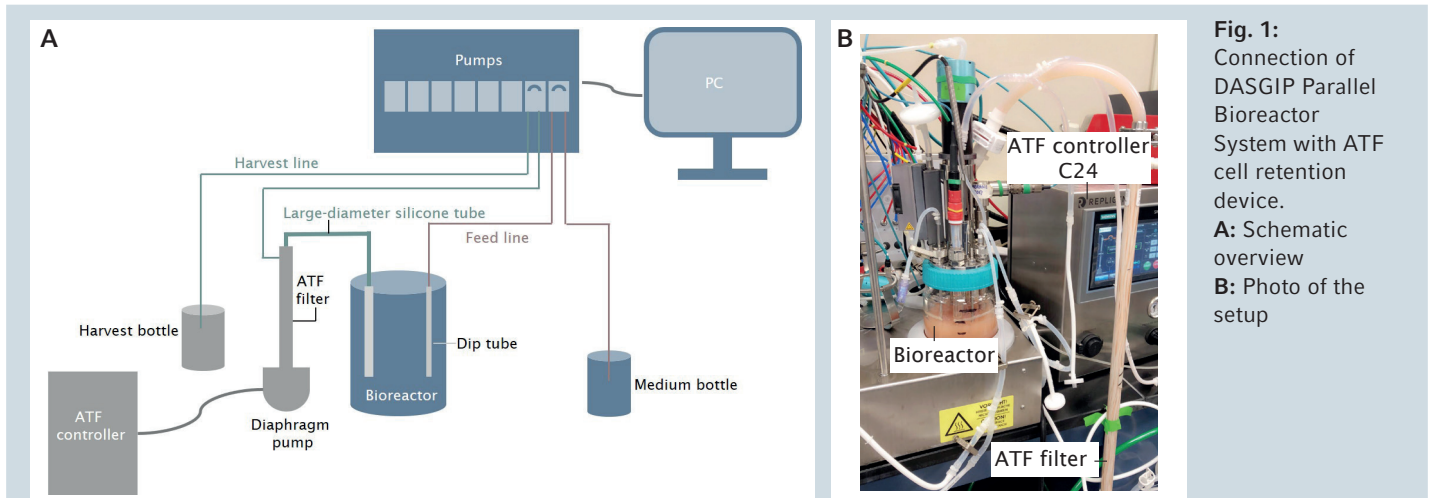 A
Pumps
PC
Harvest line
Large-diameter silicone tube
Feed line
ATF
filter
Harvest bottle
Dip tube
Bioreactor
Medium bottle
ATF
controller
Diaphragm
pump
B
ATF controller
C24
REPLIGEN
Bioreactor
VORSICHT!
ATF filter
Fig. 1:
Connection of
DASGIP Parallel
Bioreactor
System with ATF
cell retention
device.
A: Schematic
overview
B: Photo of the
setup